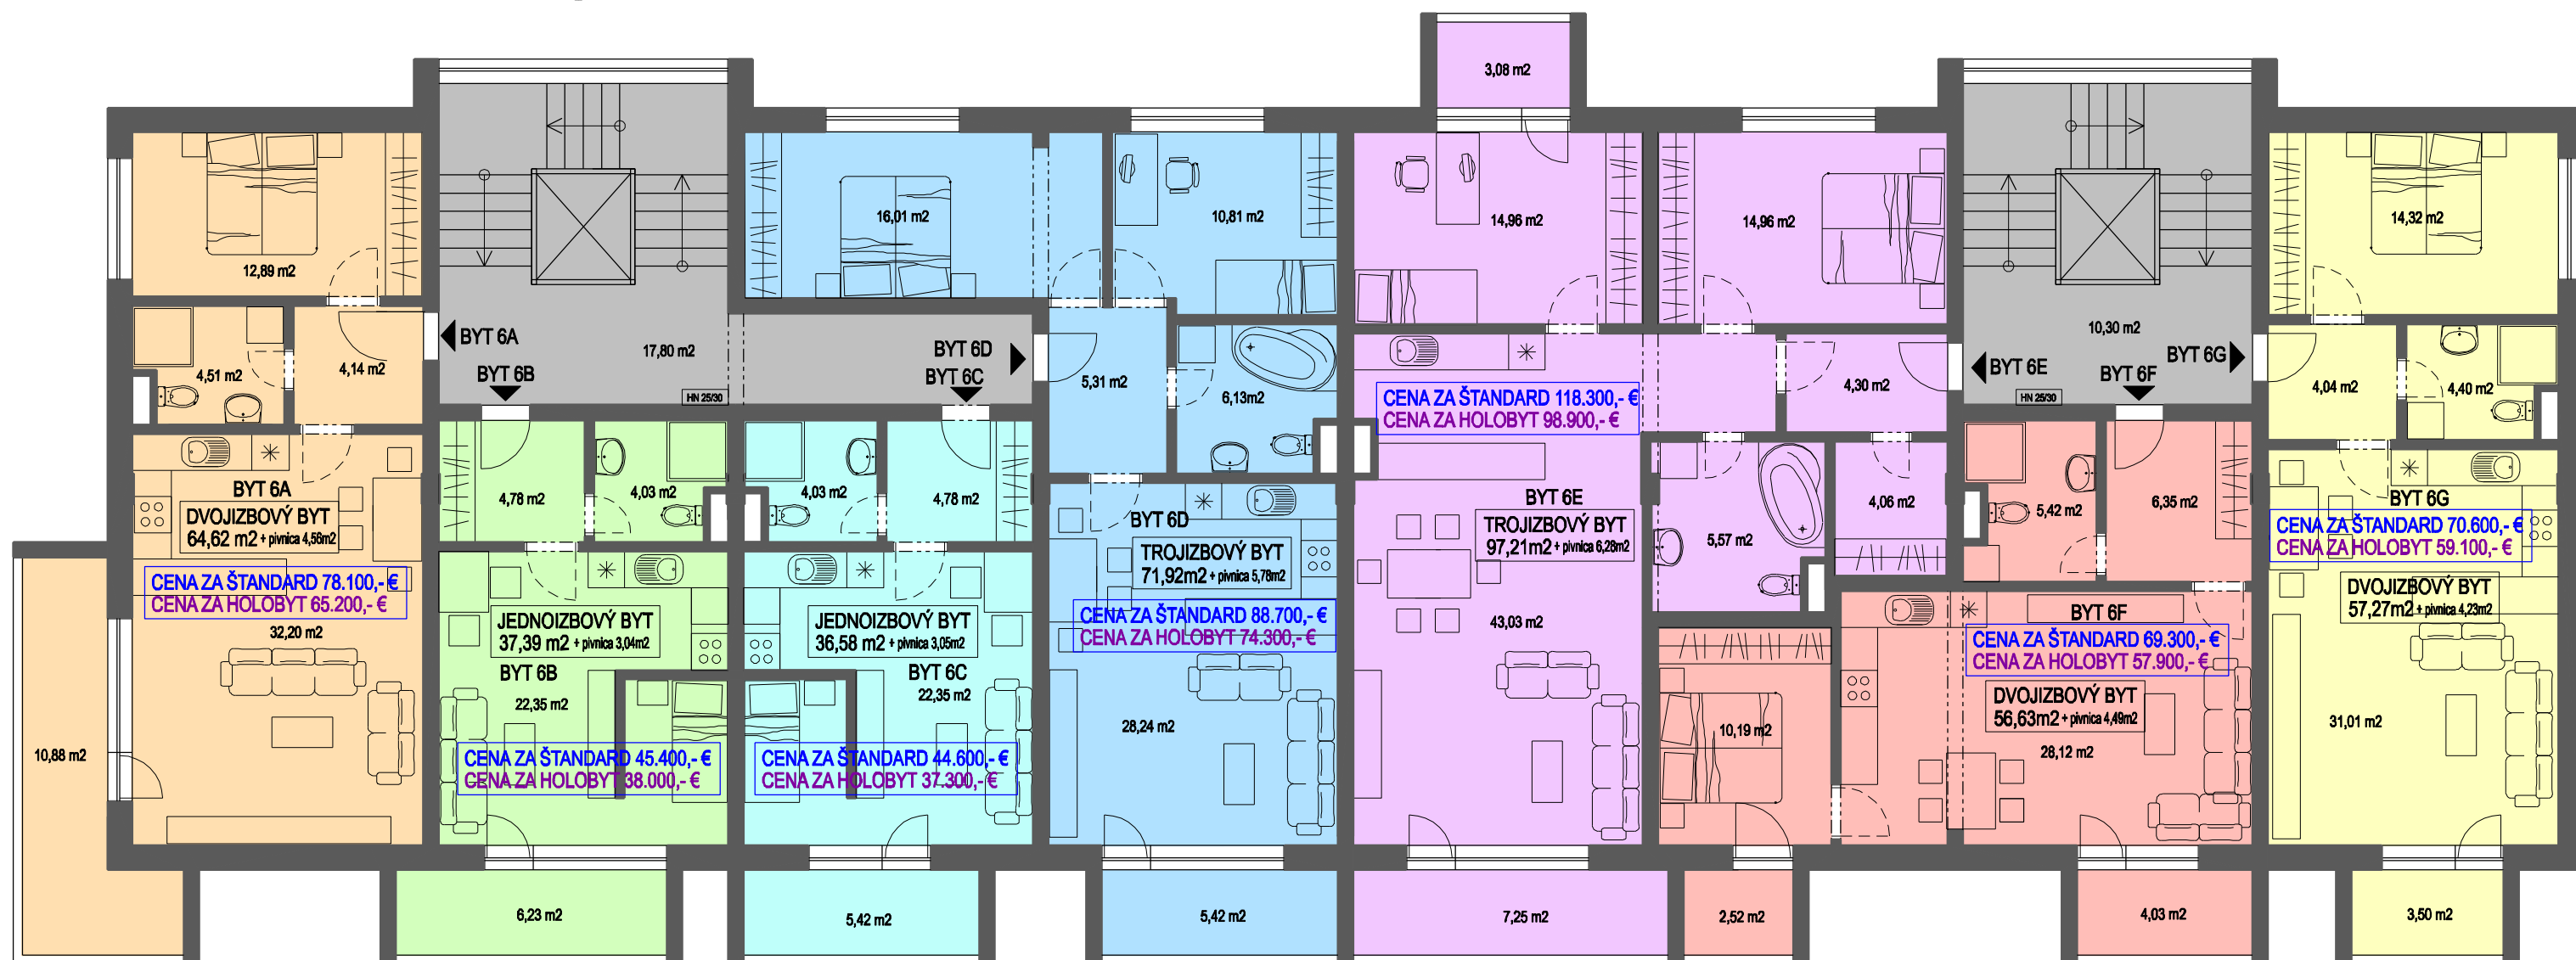 3,08 m2
12,89 m2
16,01 m2
10,81 m2
14,96 m2
14,96 m2
14,32 m2
BYT 6A
BYT 6B
17,80 m2
BYT 6D
BYT 6C
HN 25/30
4,51 m2
4,14 m2
5,31 m2
6,13m2
4,30 m2
10,30 m2
BYT 6E
BYT 6F
BYT 6G
HN 25/30
4,04 m2
4,40 m2
BYT 6A
DVOJIZBOVÝ BYT
64,62 m2 + pivnica 4,56m2
CENA ZA ŠTANDARD 78.100,- €
CENA ZA HOLOBYT 65.200,- €
32,20 m2
10,88 m2
4,78 m2
4,03 m2
JEDNOIZBOVÝ BYT
37,39 m2 + pivnica 3,04m2
BYT 6B
22,35 m2
CENA ZA ŠTANDARD 45.400,- €
CENA ZA HOLOBYT 38.000,- €
6,23 m2
4,03 m2
4,78 m2
JEDNOIZBOVÝ BYT
36,58 m2 + pivnica 3,05m2
BYT 6C
22,35 m2
CENA ZA ŠTANDARD 44.600,- €
CENA ZA HOLOBYT 37.300,- €
5,42 m2
BYT 6D
TROJIZBOVÝ BYT
71,92m2 + pivnica 5,78m2
CENA ZA ŠTANDARD 88.700,- €
CENA ZA HOLOBYT 74.300,- €
28,24 m2
5,42 m2
CENA ZA ŠTANDARD 118.300,- €
CENA ZA HOLOBYT 98.900,- €
BYT 6E
TROJIZBOVÝ BYT
97,21m2 + pivnica 6,28m2
43,03 m2
5,57 m2
4,06 m2
7,25 m2
5,42 m2
6,35 m2
BYT 6F
CENA ZA ŠTANDARD 69.300,- €
CENA ZA HOLOBYT 57.900,- €
DVOJIZBOVÝ BYT
56,63m2 + pivnica 4,49m2
28,12 m2
10,19 m2
2,52 m2
4,03 m2
BYT 6G
CENA ZA ŠTANDARD 70.600,- €
CENA ZA HOLOBYT 59.100,- €
DVOJIZBOVÝ BYT
57,27m2 + pivnica 4,23m2
31,01 m2
3,50 m2